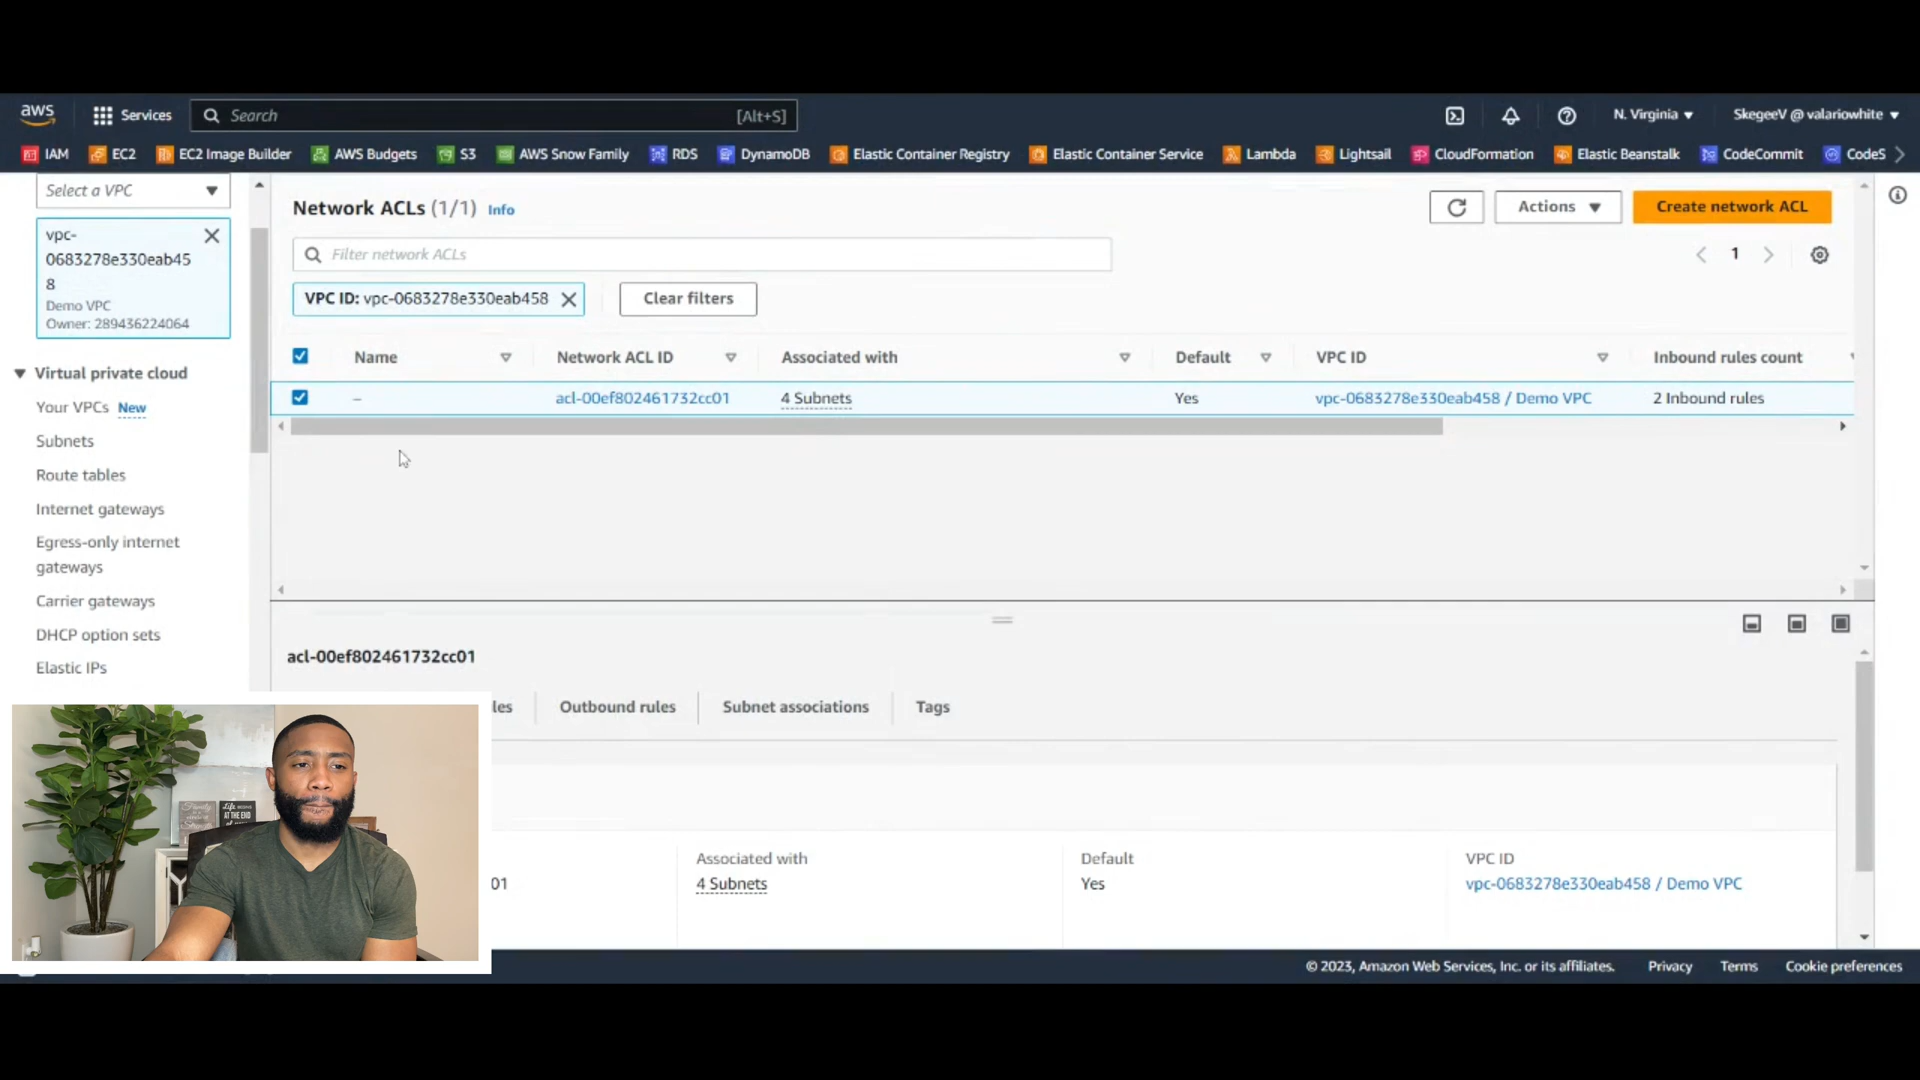 aws
Services
Search
[Alt+S]
N. Virginia
SkegeeV @ valariowhite
IAM
EC2
EC2 Image Builder
AWS Budgets
S3
AWS Snow Family
RDS
DynamoDB
Elastic Container Registry
Elastic Container Service
Lambda
Lightsail
CloudFormation
Elastic Beanstalk
CodeCommit
CodeS
Select a VPC
vpc-
0683278e330eab45
8
Demo VPC
Owner: 289436224064
Virtual private cloud
Your VPCs New
Subnets
Route tables
Internet gateways
Egress-only internet
gateways
Carrier gateways
DHCP option sets
Elastic IPs
Network ACLs (1/1) Info
Actions
Create network ACL
Filter network ACLs
1
VPC ID: vpc-0683278e330eab458
Clear filters
Name
Network ACL ID
Associated with
Default
VPC ID
Inbound rules count
–
acl-00ef802461732cc01
4 Subnets
Yes
vpc-0683278e330eab458 / Demo VPC
2 Inbound rules
acl-00ef802461732cc01
les
Outbound rules
Subnet associations
Tags
Associated with
Default
VPC ID
01
4 Subnets
Yes
vpc-0683278e330eab458 / Demo VPC
Family
Life
AT THE END
© 2023, Amazon Web Services, Inc. or its affiliates.
Privacy
Terms
Cookie preferences